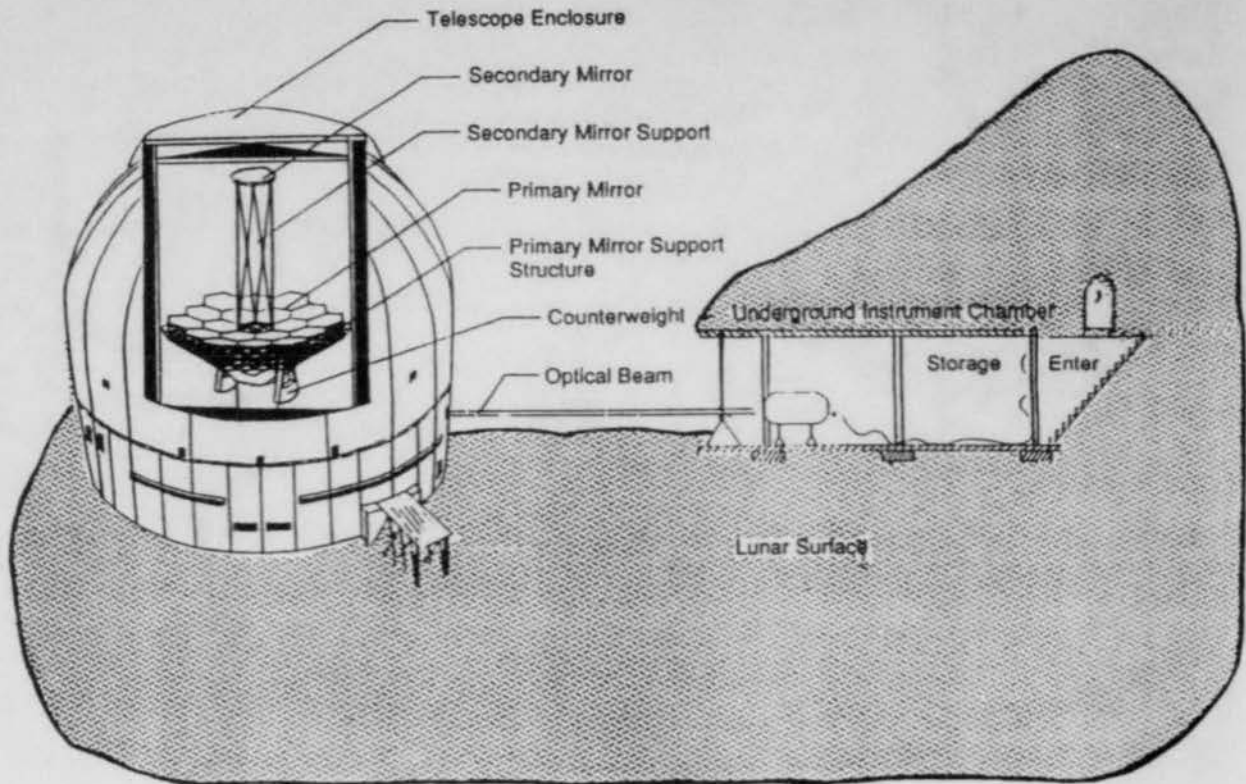 Telescope Enclosure
Secondary Mirror
Secondary Mirror Support
Primary Mirror
Primary Mirror Support
Structure
Counterweight
Underground Instrument Chamber
Storage
Enter
Optical Beam
Lunar Surface